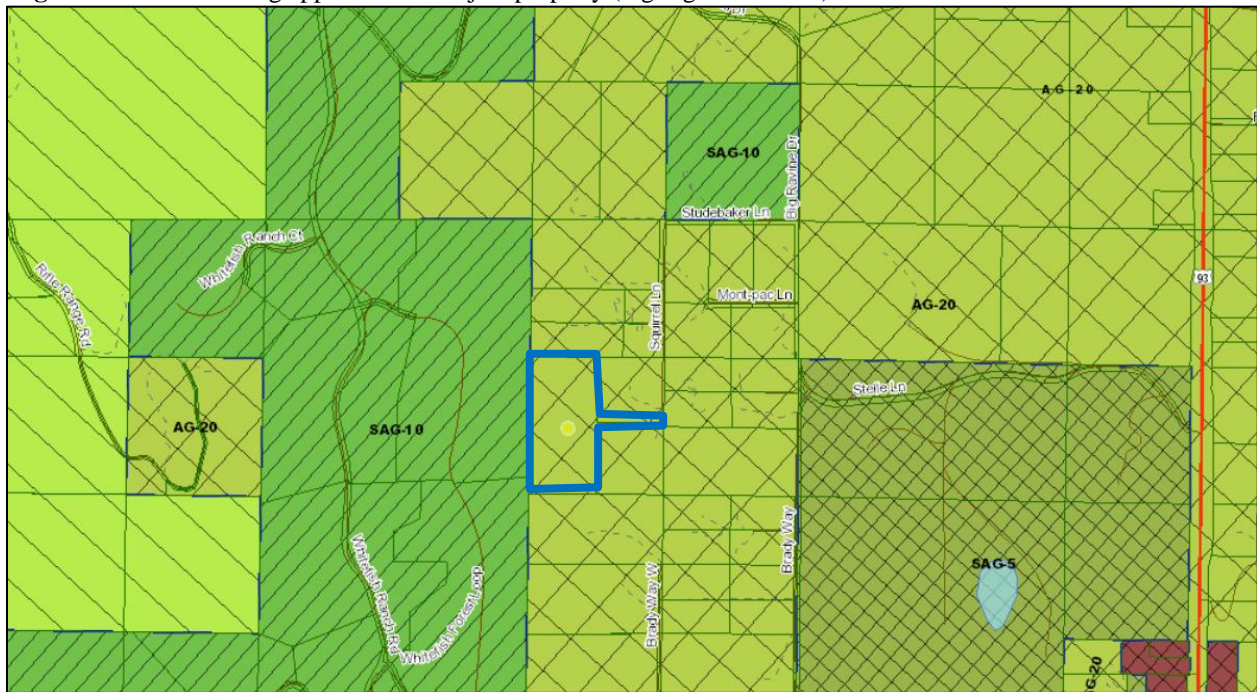 AG-20
SAG-10
Big Ravine Dr
Studebaker Ln
Whitefish Ranch Ct
Rifle Range Rd
Mont-pac Ln
93
Squirrel Ln
AG-20
Stelle Ln
AG-20
SAG-10
Whitefish Ranch Rd
Whitefish Forest Loop
Brady Way W
Brady Way
SAG-5
AG-20